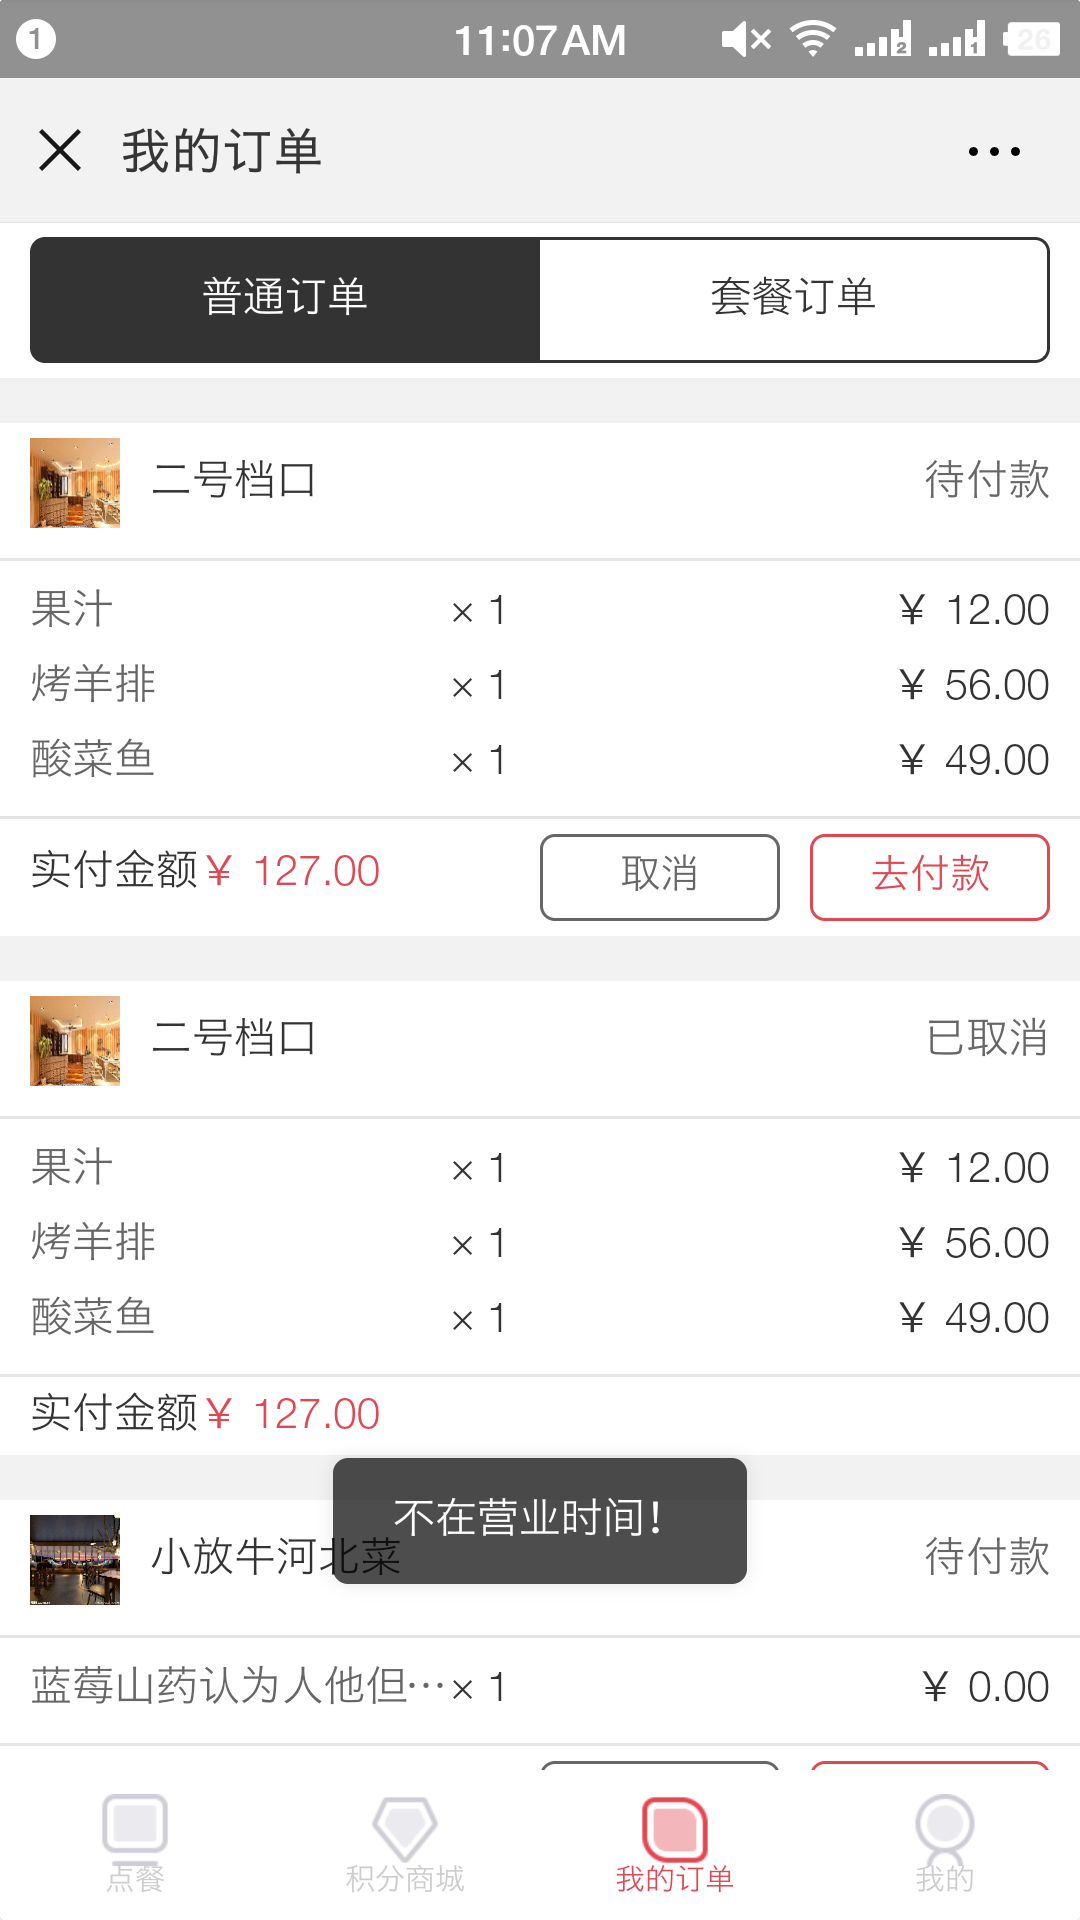 1 11:07 AM 2 1 26
我的订单
普通订单 套餐订单
二号档口 待付款
果汁 × 1 ¥ 12.00
烤羊排 × 1 ¥ 56.00
酸菜鱼 × 1 ¥ 49.00
实付金额 ¥ 127.00 取消 去付款
二号档口 已取消
果汁 × 1 ¥ 12.00
烤羊排 × 1 ¥ 56.00
酸菜鱼 × 1 ¥ 49.00
实付金额 ¥ 127.00
不在营业时间！
小放牛河北菜 待付款
蓝莓山药认为人他但… × 1 ¥ 0.00
点餐 积分商城 我的订单 我的